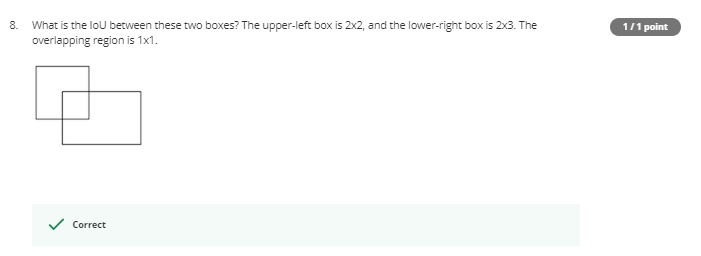 8. What is the IoU between these two boxes? The upper-left box is 2x2, and the lower-right box is 2x3. The
overlapping region is 1x1.
1 / 1 point
Correct